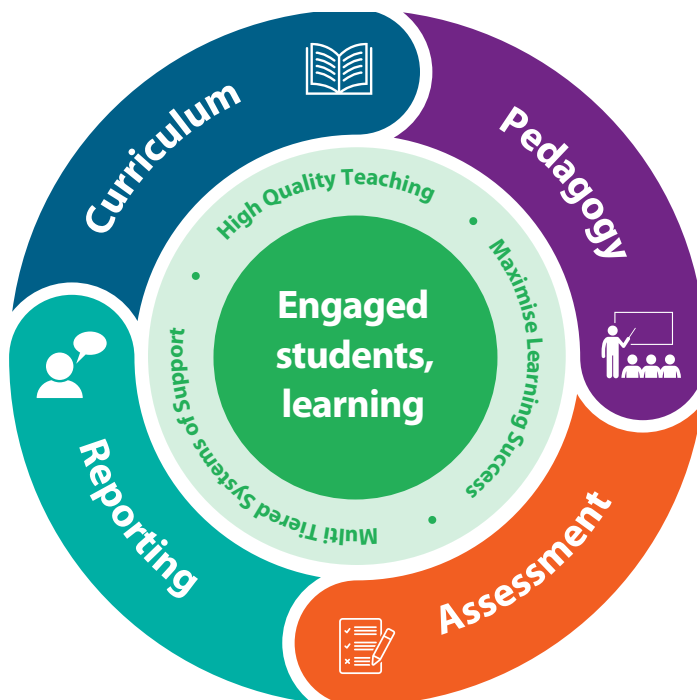 Curriculum
Pedagogy
Assessment
Reporting
High Quality Teaching
Maximise Learning Success
Multi Tiered Systems of Support
Engaged
students,
learning